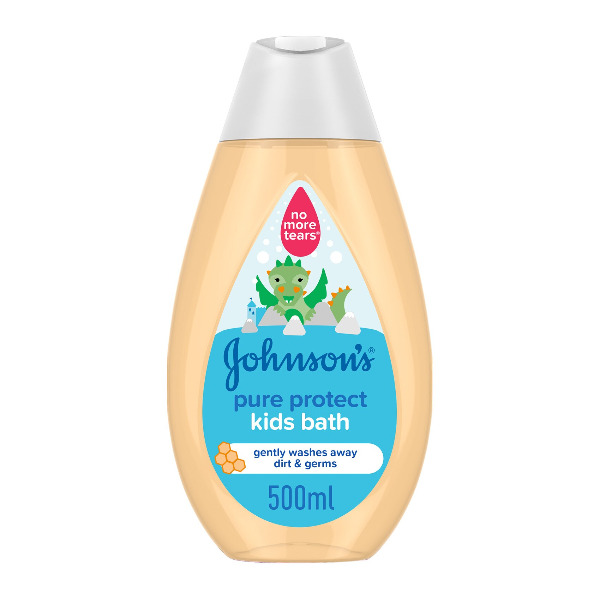 no
more
tears®
Johnson's®
pure protect
kids bath
gently washes away
dirt & germs
500ml